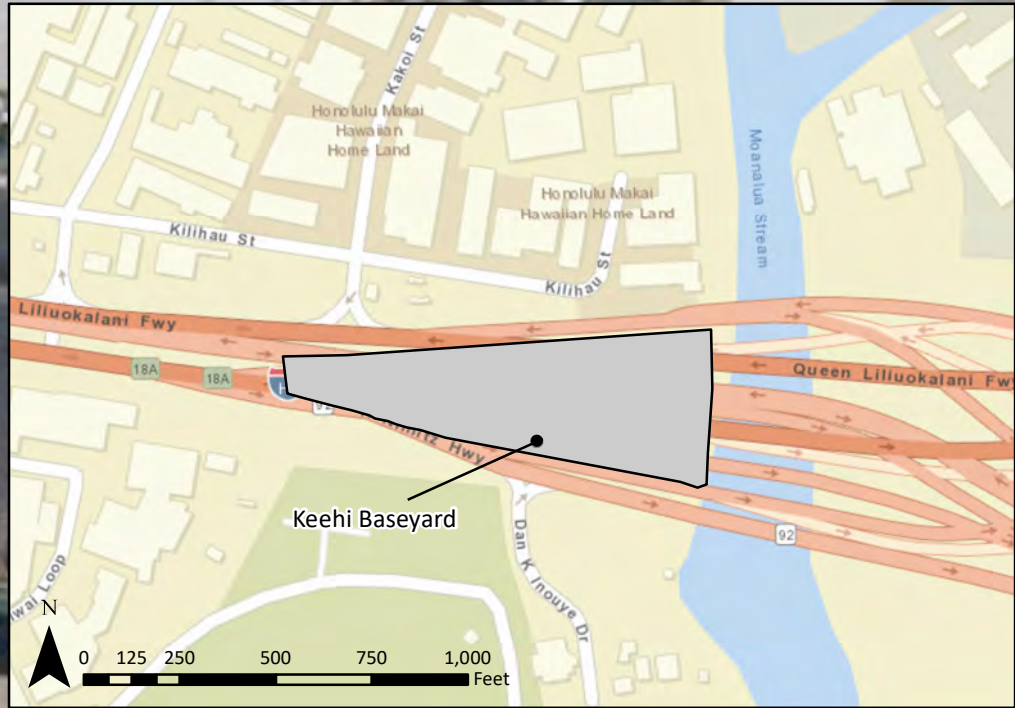 Kakoi St
Honolulu Makai
Hawaiian
Home Land
Honolulu Makai
Hawaiian Home Land
Moanalua Stream
Kilihau St
Kilihau St
Liliuokalani Fwy
18A
18A
H
92
Nimitz Hwy
Queen Liliuokalani Fwy
Keehi Baseyard
Dan K Inouye Dr
92
wai Loop
N
0 125 250 500 750 1,000
Feet